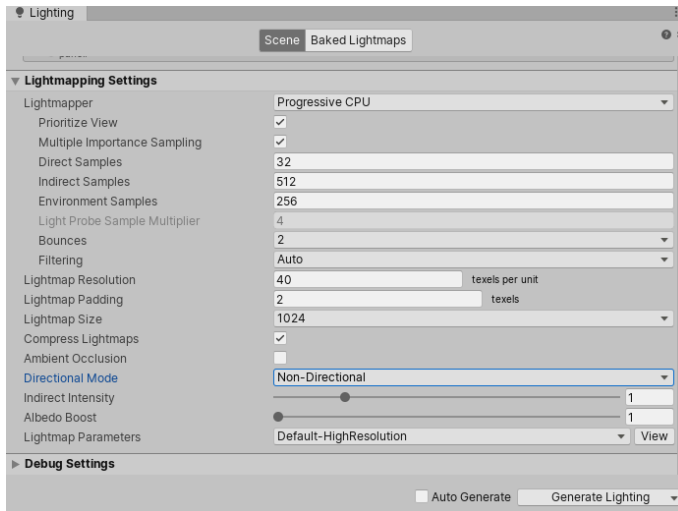 Lighting
Scene Baked Lightmaps
Lightmapping Settings
Lightmapper Progressive CPU
Prioritize View
Multiple Importance Sampling
Direct Samples 32
Indirect Samples 512
Environment Samples 256
Light Probe Sample Multiplier 4
Bounces 2
Filtering Auto
Lightmap Resolution 40 texels per unit
Lightmap Padding 2 texels
Lightmap Size 1024
Compress Lightmaps
Ambient Occlusion
Directional Mode Non-Directional
Indirect Intensity 1
Albedo Boost 1
Lightmap Parameters Default-HighResolution View
Debug Settings
Auto Generate Generate Lighting